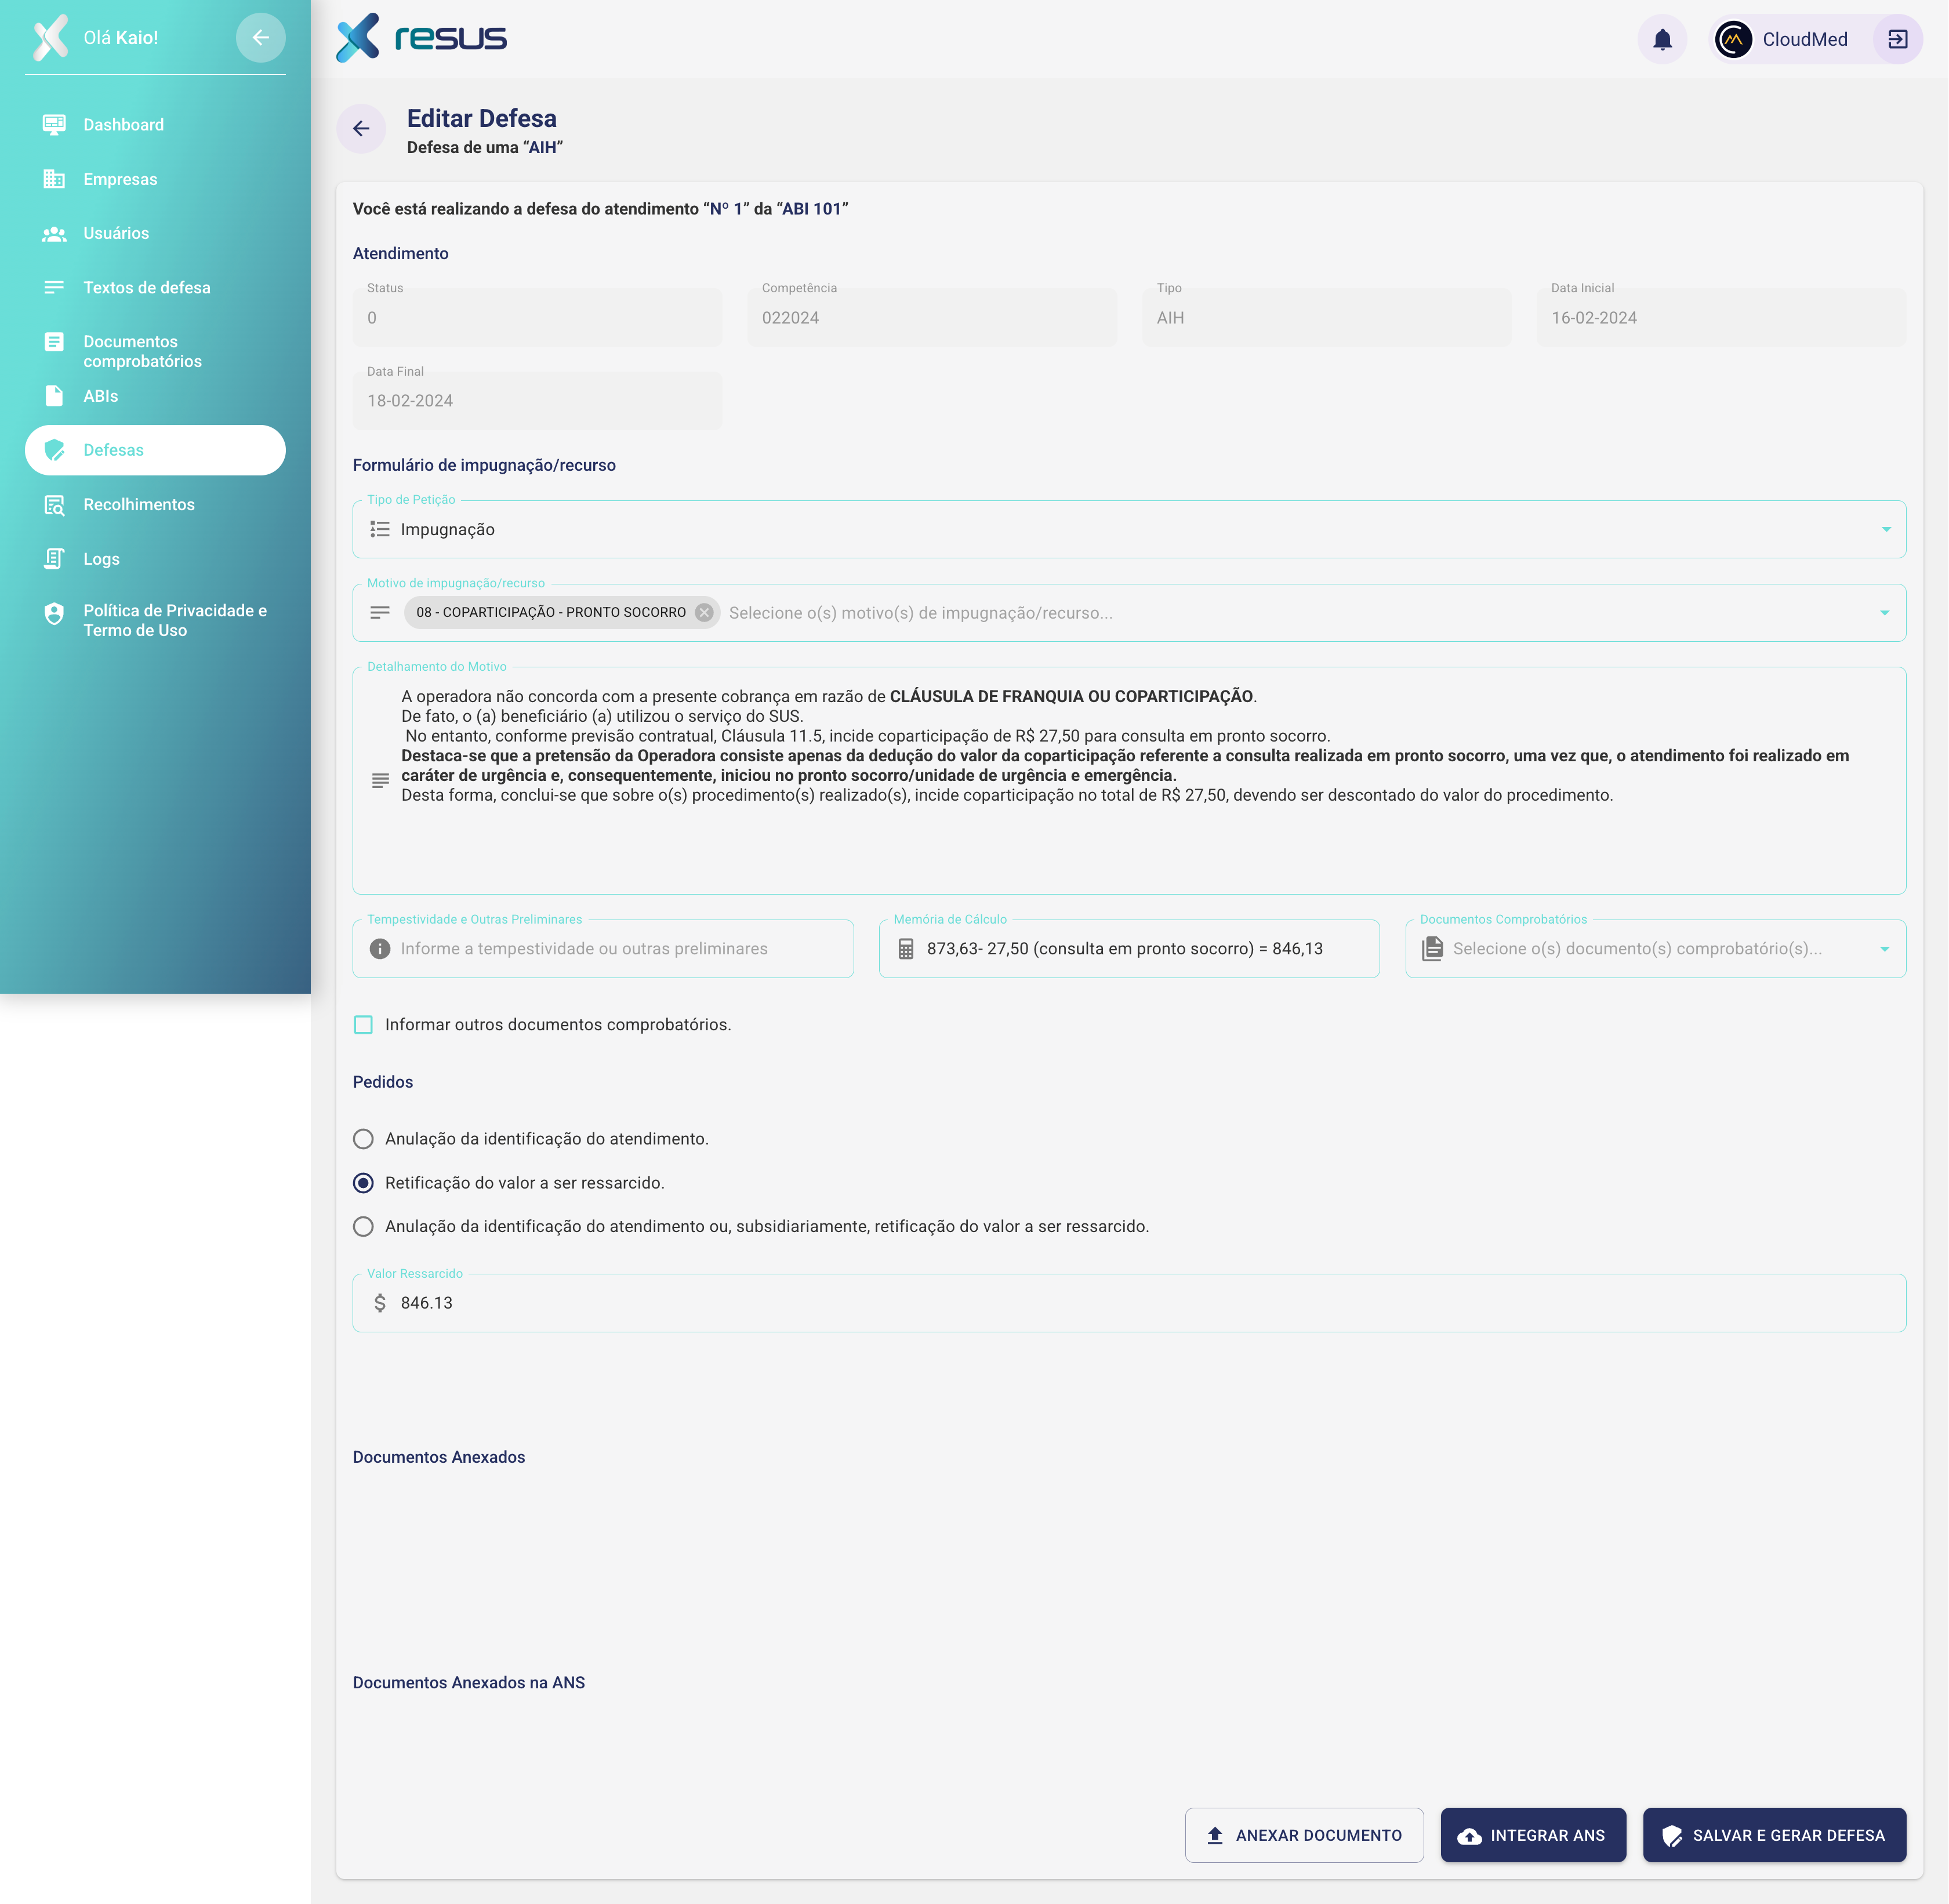 Olá Kaio!
Dashboard
Empresas
Usuários
Textos de defesa
Documentos
comprobatórios
ABIs
Defesas
Recolhimentos
Logs
Política de Privacidade e
Termo de Uso
resus
CloudMed
Editar Defesa
Defesa de uma “AIH”
Você está realizando a defesa do atendimento “Nº 1” da “ABI 101”
Atendimento
Status
0
Competência
022024
Tipo
AIH
Data Inicial
16-02-2024
Data Final
18-02-2024
Formulário de impugnação/recurso
Tipo de Petição
Impugnação
Motivo de impugnação/recurso
08 - COPARTICIPAÇÃO - PRONTO SOCORRO
Selecione o(s) motivo(s) de impugnação/recurso...
Detalhamento do Motivo
A operadora não concorda com a presente cobrança em razão de CLÁUSULA DE FRANQUIA OU COPARTICIPAÇÃO.
De fato, o (a) beneficiário (a) utilizou o serviço do SUS.
No entanto, conforme previsão contratual, Cláusula 11.5, incide coparticipação de R$ 27,50 para consulta em pronto socorro.
Destaca-se que a pretensão da Operadora consiste apenas da dedução do valor da coparticipação referente a consulta realizada em pronto socorro, uma vez que, o atendimento foi realizado em
caráter de urgência e, consequentemente, iniciou no pronto socorro/unidade de urgência e emergência.
Desta forma, conclui-se que sobre o(s) procedimento(s) realizado(s), incide coparticipação no total de R$ 27,50, devendo ser descontado do valor do procedimento.
Tempestividade e Outras Preliminares
Informe a tempestividade ou outras preliminares
Memória de Cálculo
873,63- 27,50 (consulta em pronto socorro) = 846,13
Documentos Comprobatórios
Selecione o(s) documento(s) comprobatório(s)...
Informar outros documentos comprobatórios.
Pedidos
Anulação da identificação do atendimento.
Retificação do valor a ser ressarcido.
Anulação da identificação do atendimento ou, subsidiariamente, retificação do valor a ser ressarcido.
Valor Ressarcido
846.13
Documentos Anexados
Documentos Anexados na ANS
ANEXAR DOCUMENTO
INTEGRAR ANS
SALVAR E GERAR DEFESA